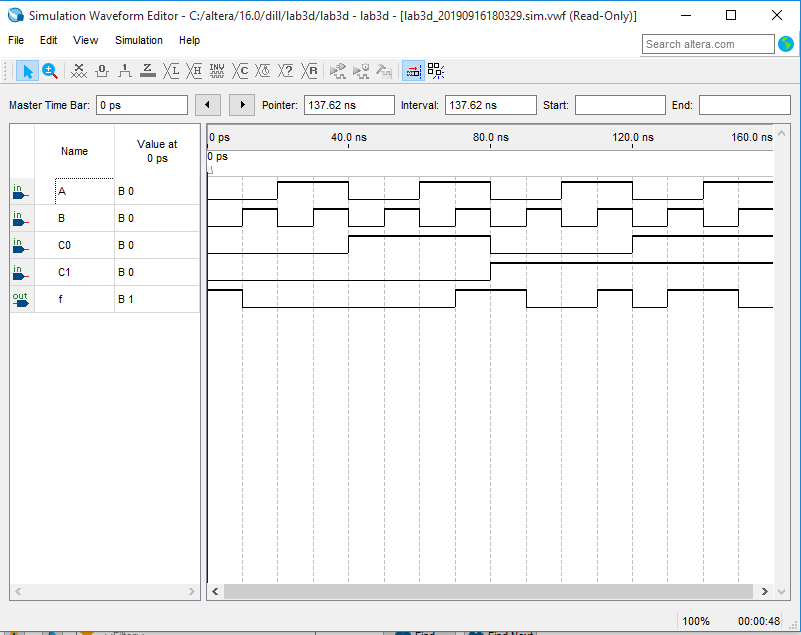 Simulation Waveform Editor - C:/altera/16.0/dill/lab3d/lab3d - lab3d - [lab3d_20190916180329.sim.vwf (Read-Only)]
File Edit View Simulation Help
Search altera.com
Master Time Bar: 0 ps Pointer: 137.62 ns Interval: 137.62 ns Start: End:
Name Value at 0 ps
0 ps 40.0 ns 80.0 ns 120.0 ns 160.0 ns
0 ps
in A B 0
in B B 0
in C0 B 0
in C1 B 0
out f B 1
100% 00:00:48
Find Find Next